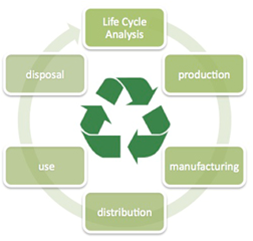 Life Cycle
Analysis
production
manufacturing
distribution
use
disposal